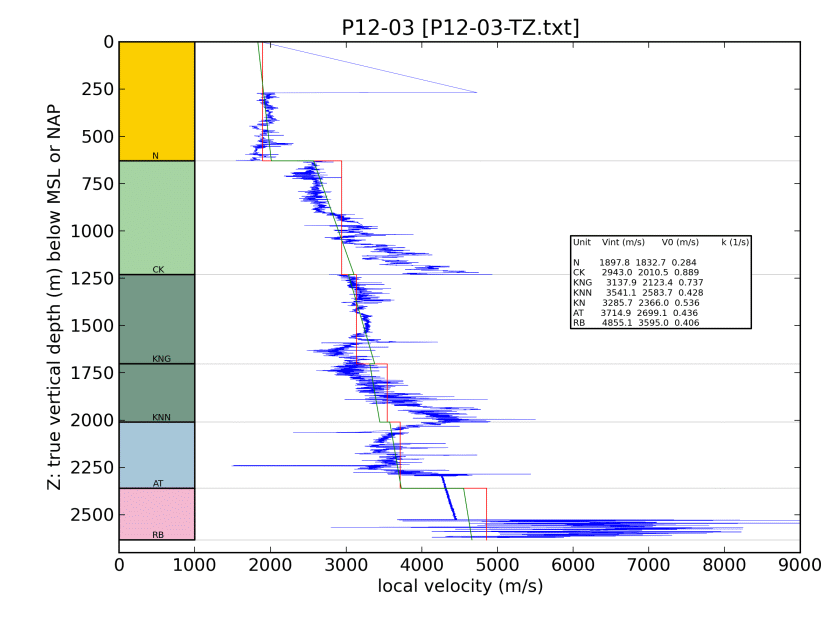 P12-03 [P12-03-TZ.txt]
0
250
500
750
1000
1250
1500
1750
2000
2250
2500
Z: true vertical depth (m) below MSL or NAP
N
CK
KNG
KNN
AT
RB
Unit Vint (m/s) V0 (m/s) k (1/s)
N 1897.8 1832.7 0.284
CK 2943.0 2010.5 0.889
KNG 3137.9 2123.4 0.737
KNN 3541.1 2583.7 0.428
KN 3285.7 2366.0 0.536
AT 3714.9 2699.1 0.436
RB 4855.1 3595.0 0.406
0 1000 2000 3000 4000 5000 6000 7000 8000 9000
local velocity (m/s)